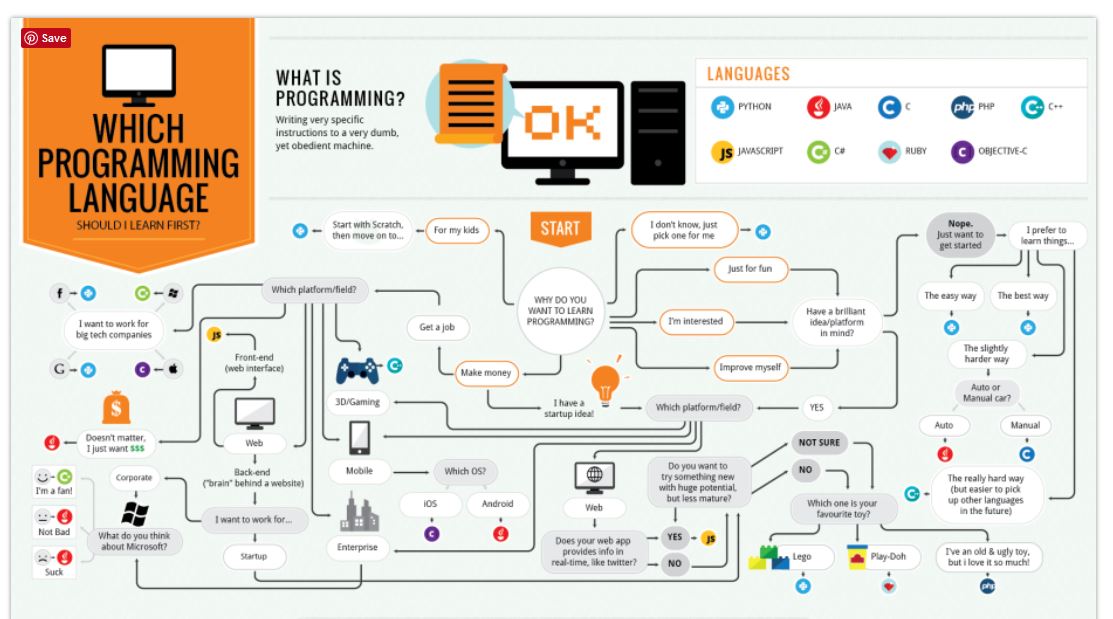 Save
WHICH
PROGRAMMING
LANGUAGE
SHOULD I LEARN FIRST?
WHAT IS
PROGRAMMING?
Writing very specific
instructions to a very dumb,
yet obedient machine.
OK
LANGUAGES
PYTHON
JAVA
C
C
php
PHP
C++
C++
JS
JAVASCRIPT
C#
RUBY
C
OBJECTIVE-C
START
Start with Scratch,
then move on to...
For my kids
I don't know, just
pick one for me
Nope.
Just want to
get started
I prefer to
learn things...
Just for fun
Which platform/field?
WHY DO YOU
WANT TO LEARN
PROGRAMMING?
f
I want to work for
big tech companies
G
C
Get a job
I'm interested
Have a brilliant
idea/platform
in mind?
The easy way
The best way
JS
Front-end
(web interface)
The slightly
harder way
Make money
Improve myself
3D/Gaming
I have a
startup idea!
Which platform/field?
YES
Auto or
Manual car?
$
Doesn't matter,
I just want $$$
Web
Auto
Manual
C
NOT SURE
NO
I'm a fan!
Corporate
Back-end
("brain" behind a website)
Mobile
Which OS?
iOS
Android
C
Web
Do you want to
try something new
with huge potential,
but less mature?
The really hard way
(but easier to pick
up other languages
in the future)
Not Bad
What do you think
about Microsoft?
I want to work for...
Which one is your
favourite toy?
Suck
Startup
Enterprise
Does your web app
provides info in
real-time, like twitter?
YES
JS
NO
Lego
Play-Doh
I've an old & ugly toy,
but i love it so much!
php